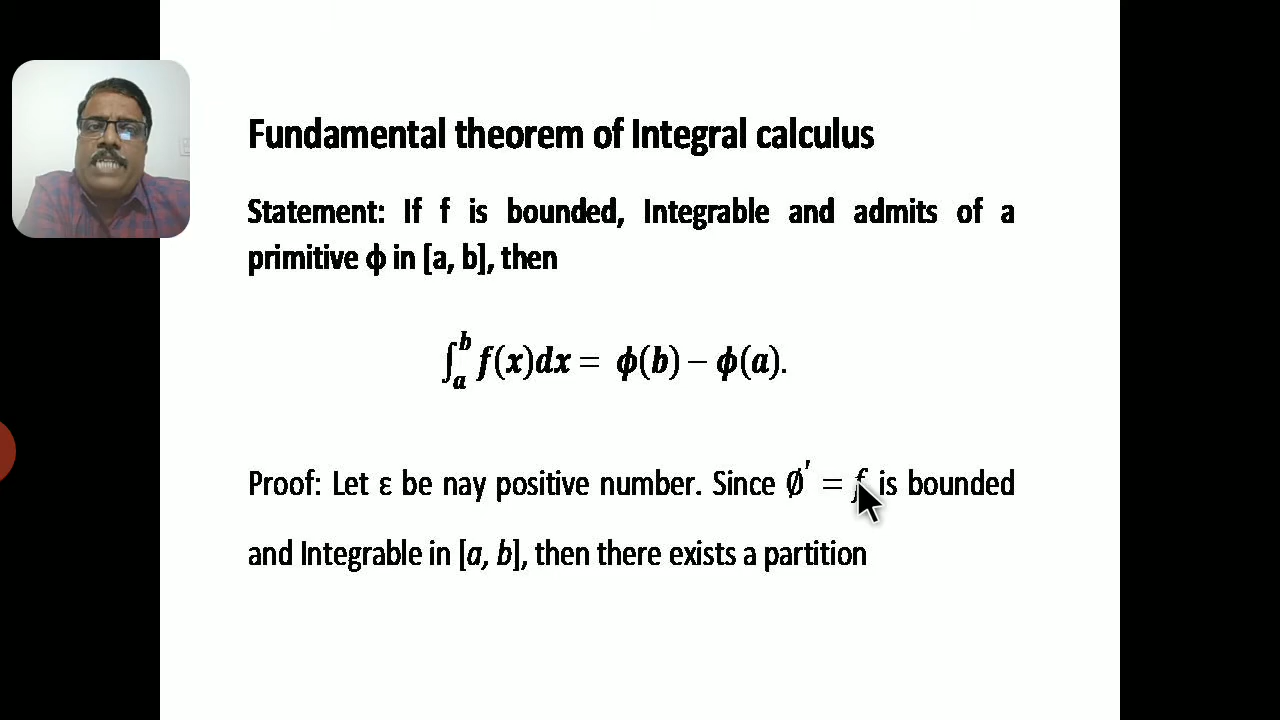 Fundamental theorem of Integral calculus
Statement: If f is bounded, Integrable and admits of a
primitive ϕ in [a, b], then
∫_a^b f(x)dx = ϕ(b) − ϕ(a).
Proof: Let ε be nay positive number. Since ∅′ = f is bounded
and Integrable in [a, b], then there exists a partition